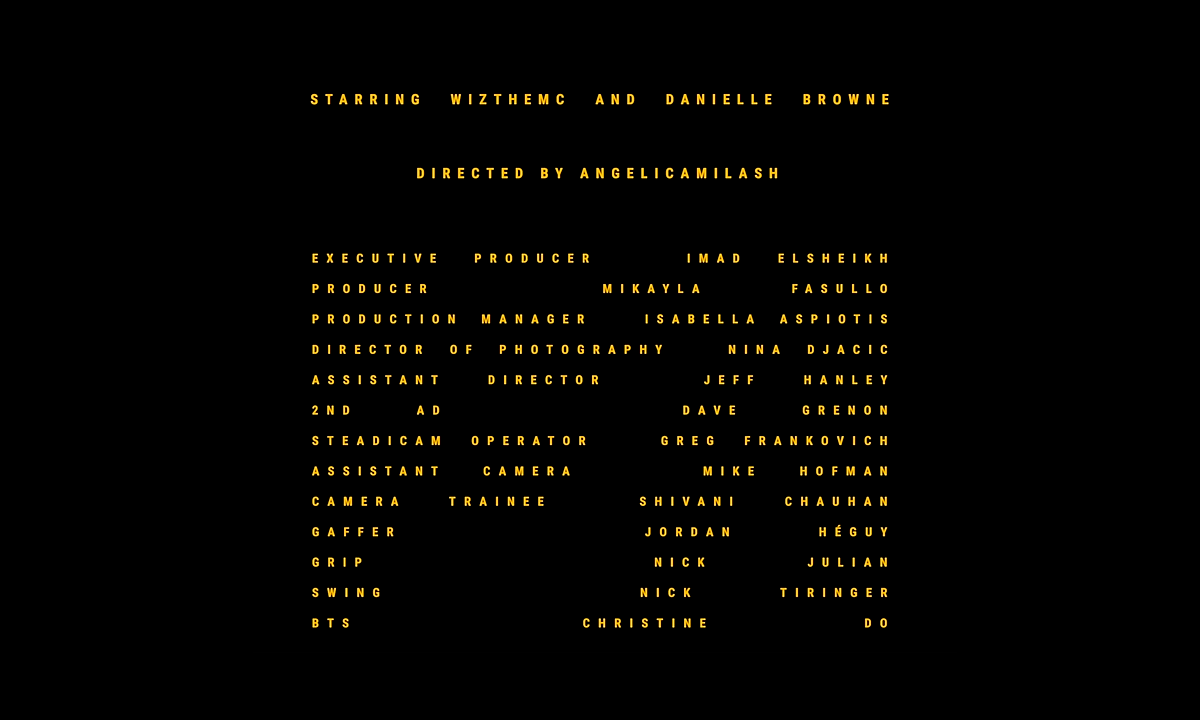 STARRING WIZTHEMC AND DANIELLE BROWNE
DIRECTED BY ANGELICAMILASH
EXECUTIVE PRODUCER IMAD ELSHEIKH
PRODUCER MIKAYLA FASULLO
PRODUCTION MANAGER ISABELLA ASPIOTIS
DIRECTOR OF PHOTOGRAPHY NINA DJACIC
ASSISTANT DIRECTOR JEFF HANLEY
2ND AD DAVE GRENON
STEADICAM OPERATOR GREG FRANKOVICH
ASSISTANT CAMERA MIKE HOFMAN
CAMERA TRAINEE SHIVANI CHAUHAN
GAFFER JORDAN HÉGUY
GRIP NICK JULIAN
SWING NICK TIRINGER
BTS CHRISTINE DO